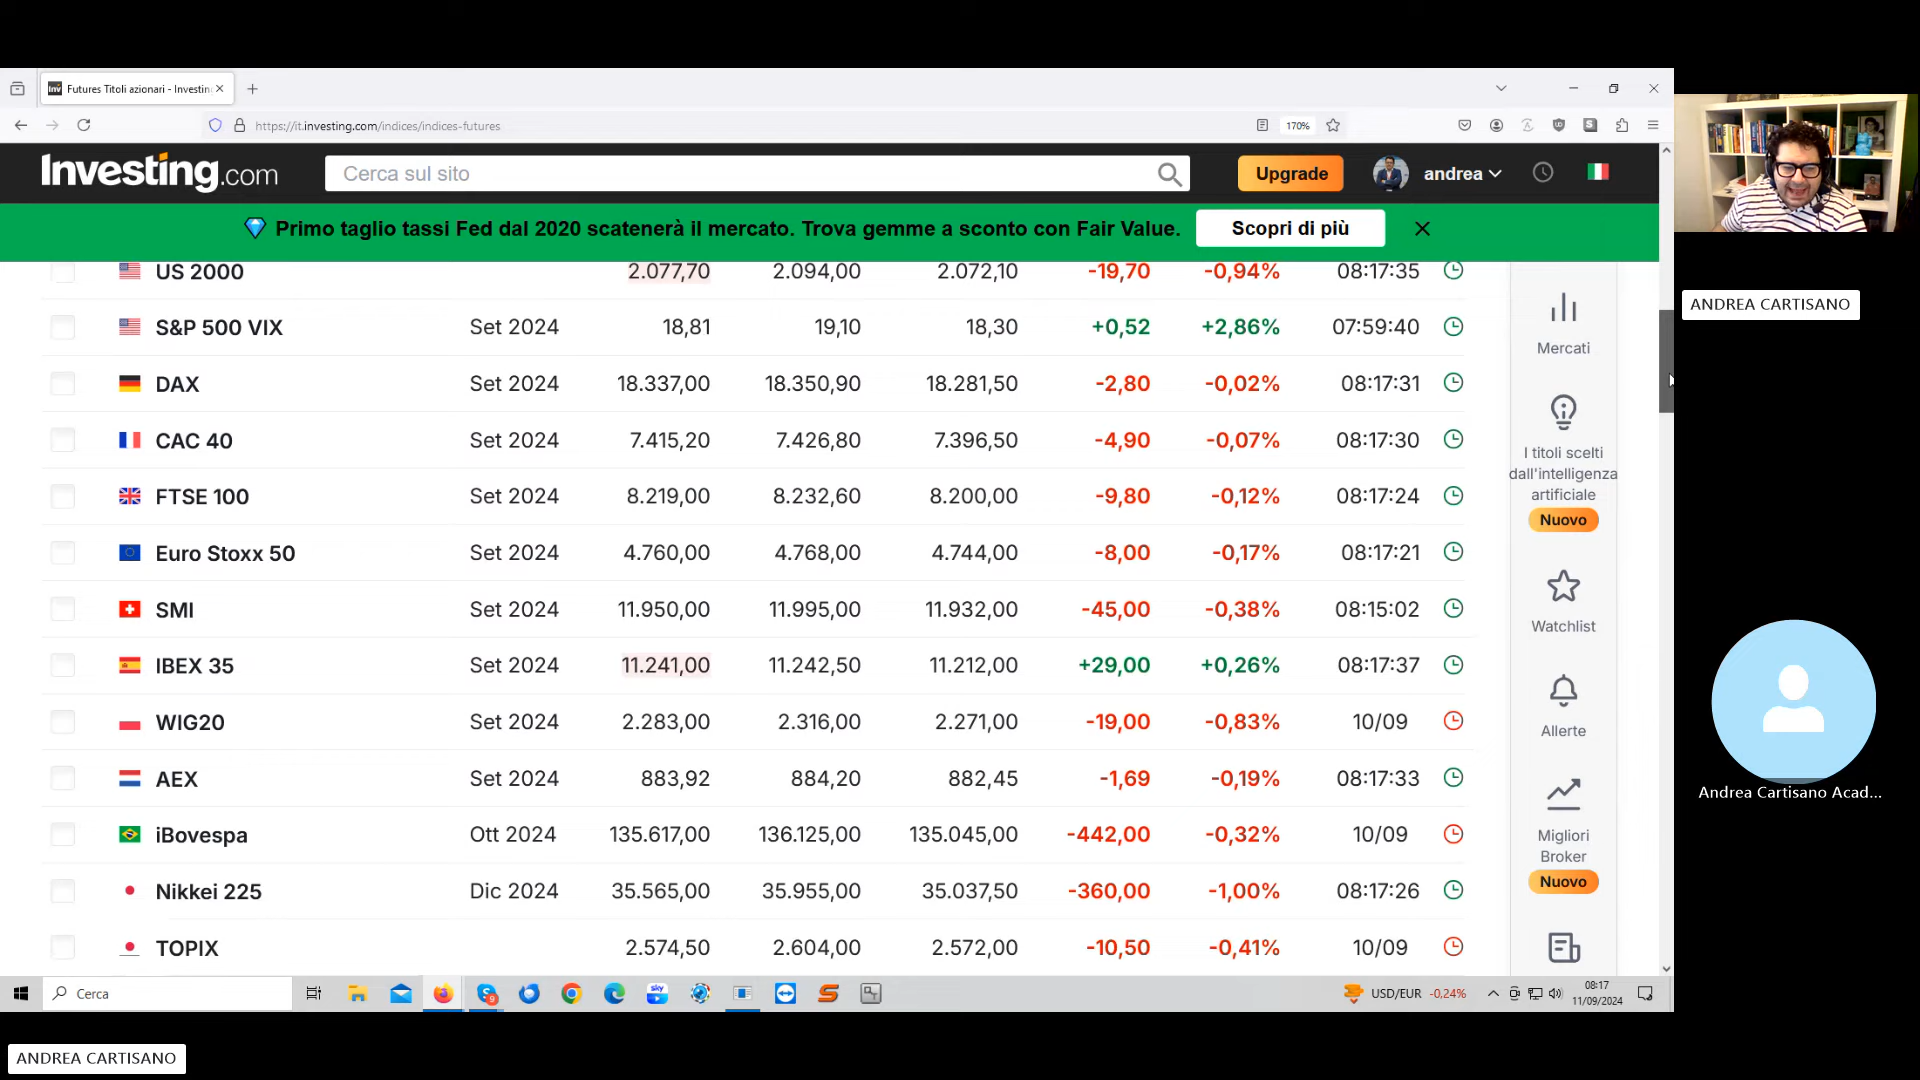 Futures Titoli azionari - Investin
https://it.investing.com/indices/indices-futures
170%
Investing.com
Cerca sul sito
Upgrade
andrea
Primo taglio tassi Fed dal 2020 scatenerà il mercato. Trova gemme a sconto con Fair Value.
Scopri di più
US 2000 2.077,70 2.094,00 2.072,10 -19,70 -0,94% 08:17:35
S&P 500 VIX Set 2024 18,81 19,10 18,30 +0,52 +2,86% 07:59:40
DAX Set 2024 18.337,00 18.350,90 18.281,50 -2,80 -0,02% 08:17:31
CAC 40 Set 2024 7.415,20 7.426,80 7.396,50 -4,90 -0,07% 08:17:30
FTSE 100 Set 2024 8.219,00 8.232,60 8.200,00 -9,80 -0,12% 08:17:24
Euro Stoxx 50 Set 2024 4.760,00 4.768,00 4.744,00 -8,00 -0,17% 08:17:21
SMI Set 2024 11.950,00 11.995,00 11.932,00 -45,00 -0,38% 08:15:02
IBEX 35 Set 2024 11.241,00 11.242,50 11.212,00 +29,00 +0,26% 08:17:37
WIG20 Set 2024 2.283,00 2.316,00 2.271,00 -19,00 -0,83% 10/09
AEX Set 2024 883,92 884,20 882,45 -1,69 -0,19% 08:17:33
iBovespa Ott 2024 135.617,00 136.125,00 135.045,00 -442,00 -0,32% 10/09
Nikkei 225 Dic 2024 35.565,00 35.955,00 35.037,50 -360,00 -1,00% 08:17:26
TOPIX 2.574,50 2.604,00 2.572,00 -10,50 -0,41% 10/09
Mercati
I titoli scelti
dall'intelligenza
artificiale
Nuovo
Watchlist
Allerte
Migliori
Broker
Nuovo
ANDREA CARTISANO
Andrea Cartisano Acad...
Cerca
sky
USD/EUR -0,24%
08:17
11/09/2024
ANDREA CARTISANO